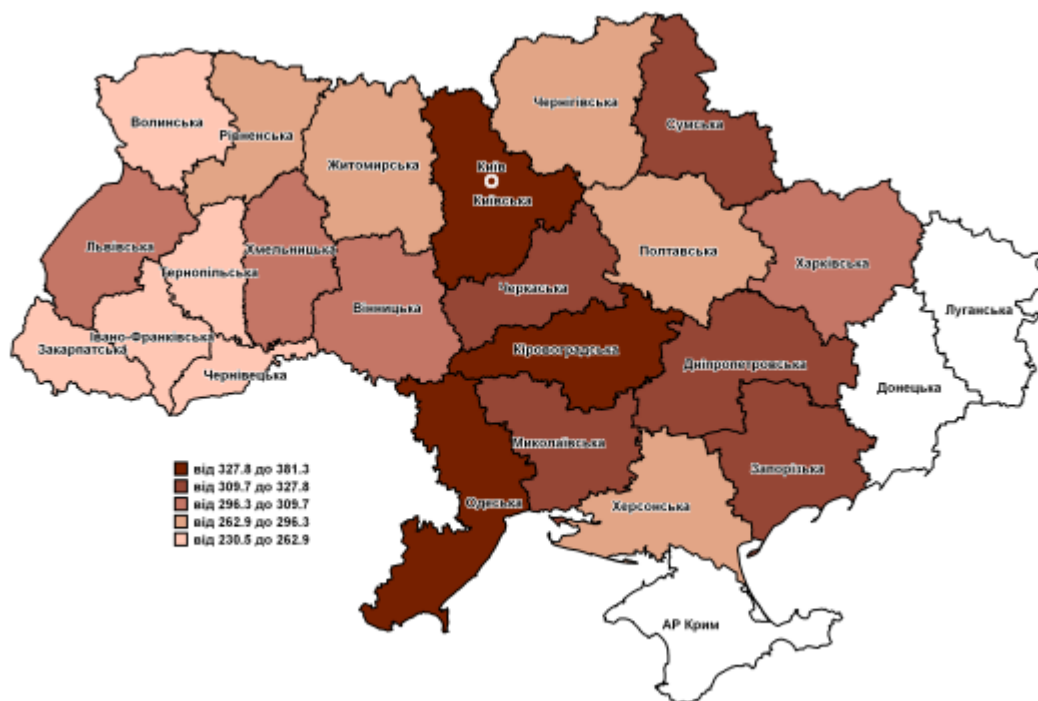 Чернігівська
Волинська
Рівненська
Сумська
Житомирська
Київ
Київська
Львівська
Хмельницька
Полтавська
Тернопільська
Харківська
Черкаська
Вінницька
Луганська
Івано-Франківська
Закарпатська
Кіровоградська
Дніпропетровська
Чернівецька
Донецька
Миколаївська
від 327.8 до 381.3
Запорізька
від 309.7 до 327.8
від 296.3 до 309.7
Одеська
Херсонська
від 262.9 до 296.3
від 230.5 до 262.9
АР Крим